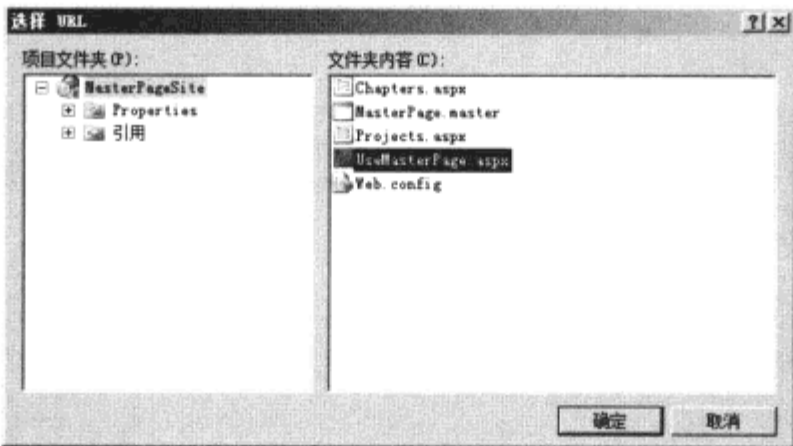 选择 URL
项目文件夹(P):
文件夹内容(C):
MasterPageSite
Properties
引用
Chapters.aspx
MasterPage.master
Projects.aspx
UseMasterPage.aspx
Web.config
确定
取消